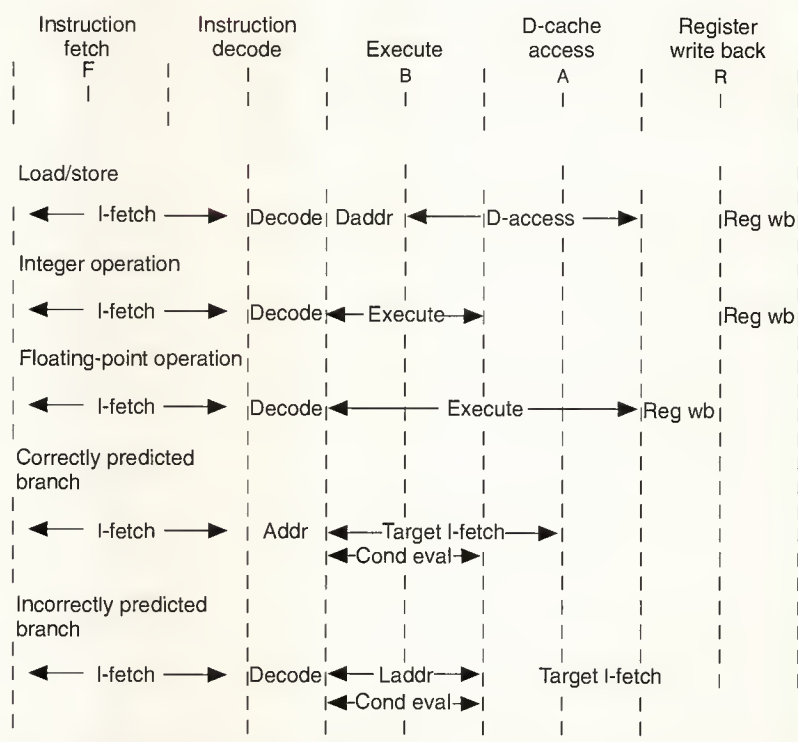 Instruction fetch
F
Instruction decode
Execute
B
D-cache access
A
Register write back
R
Load/store
I-fetch Decode Daddr D-access Reg wb
Integer operation
I-fetch Decode Execute Reg wb
Floating-point operation
I-fetch Decode Execute Reg wb
Correctly predicted
branch
I-fetch Addr Target I-fetch
Cond eval
Incorrectly predicted
branch
I-fetch Decode Laddr Target I-fetch
Cond eval